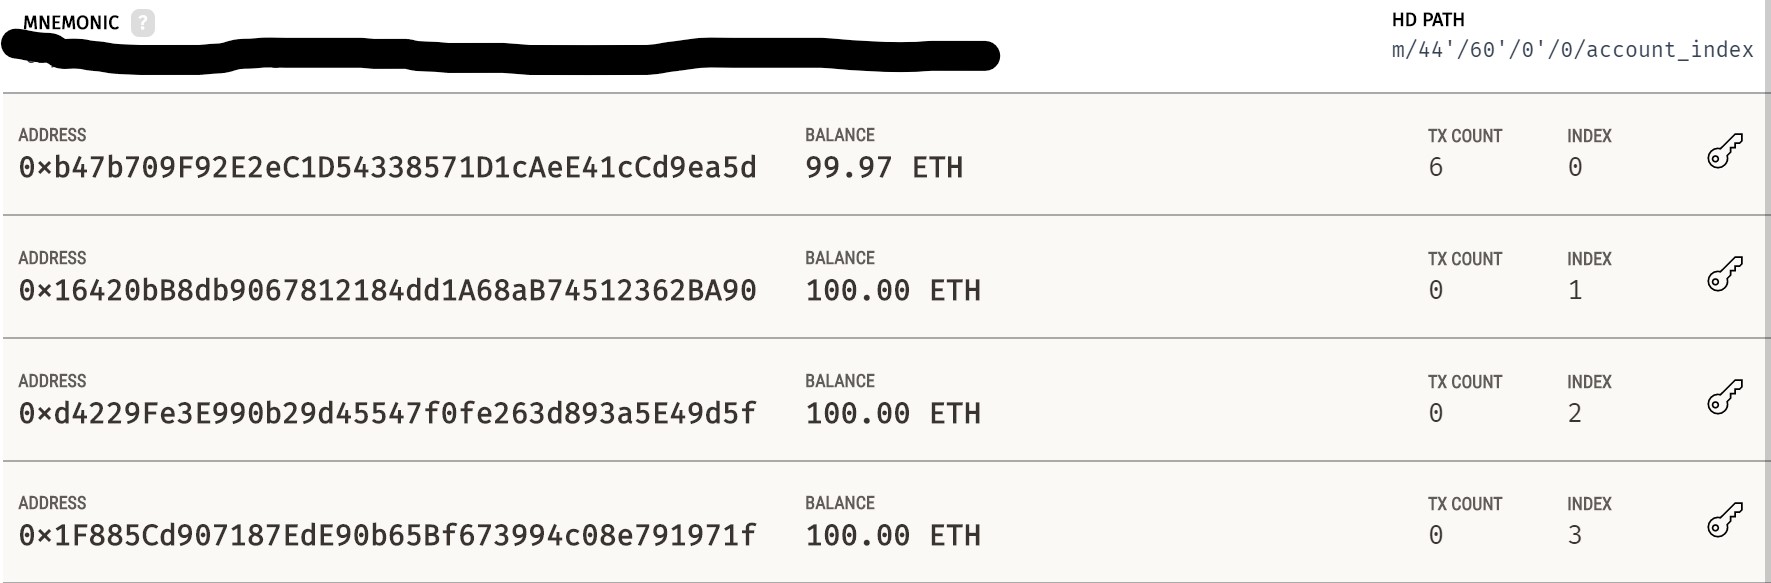 MNEMONIC ?
HD PATH
m/44'/60'/0'/0/account_index
ADDRESS BALANCE TX COUNT INDEX
0×b47b709F92E2eC1D54338571D1cAeE41cCd9ea5d 99.97 ETH 6 0
ADDRESS BALANCE TX COUNT INDEX
0×16420bB8db9067812184dd1A68aB74512362BA90 100.00 ETH 0 1
ADDRESS BALANCE TX COUNT INDEX
0×d4229Fe3E990b29d45547f0fe263d893a5E49d5f 100.00 ETH 0 2
ADDRESS BALANCE TX COUNT INDEX
0×1F885Cd907187EdE90b65Bf673994c08e791971f 100.00 ETH 0 3